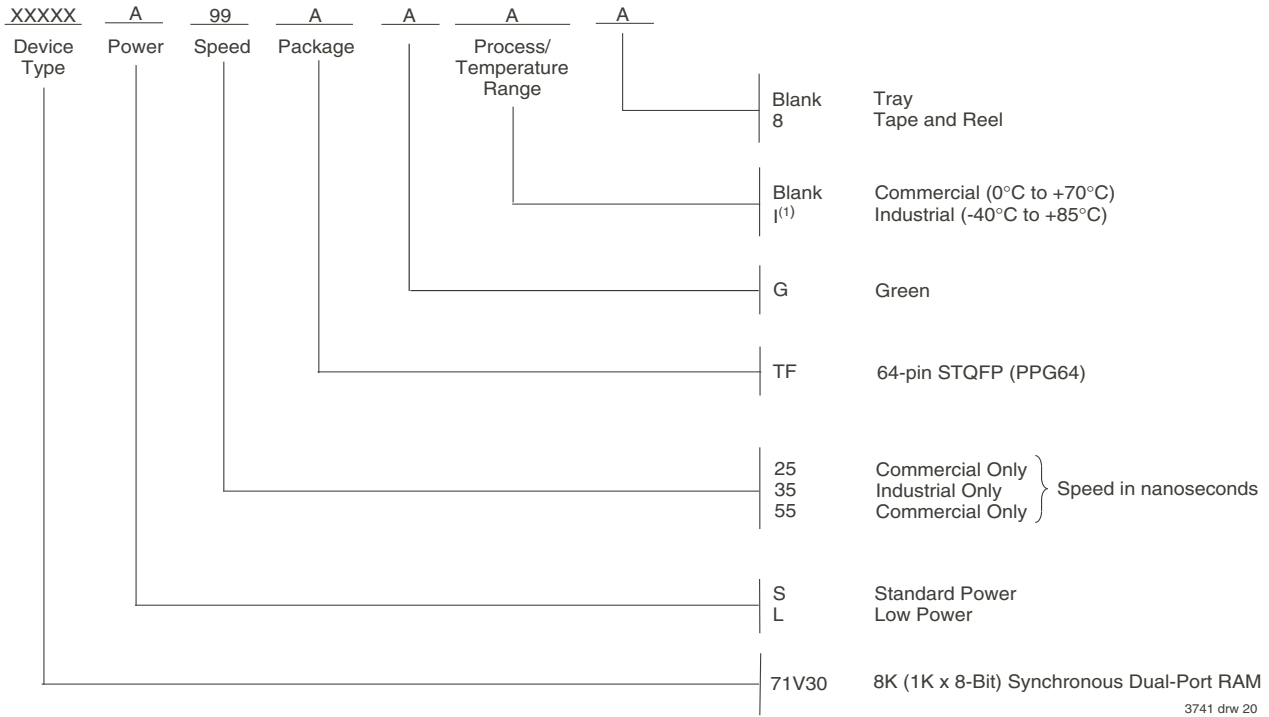 XXXXX A 99 A A A A
Device Type Power Speed Package Process/ Temperature Range
Blank Tray
8 Tape and Reel
Blank Commercial (0°C to +70°C)
I(1) Industrial (-40°C to +85°C)
G Green
TF 64-pin STQFP (PPG64)
25 Commercial Only
35 Industrial Only Speed in nanoseconds
55 Commercial Only
S Standard Power
L Low Power
71V30 8K (1K x 8-Bit) Synchronous Dual-Port RAM
3741 drw 20